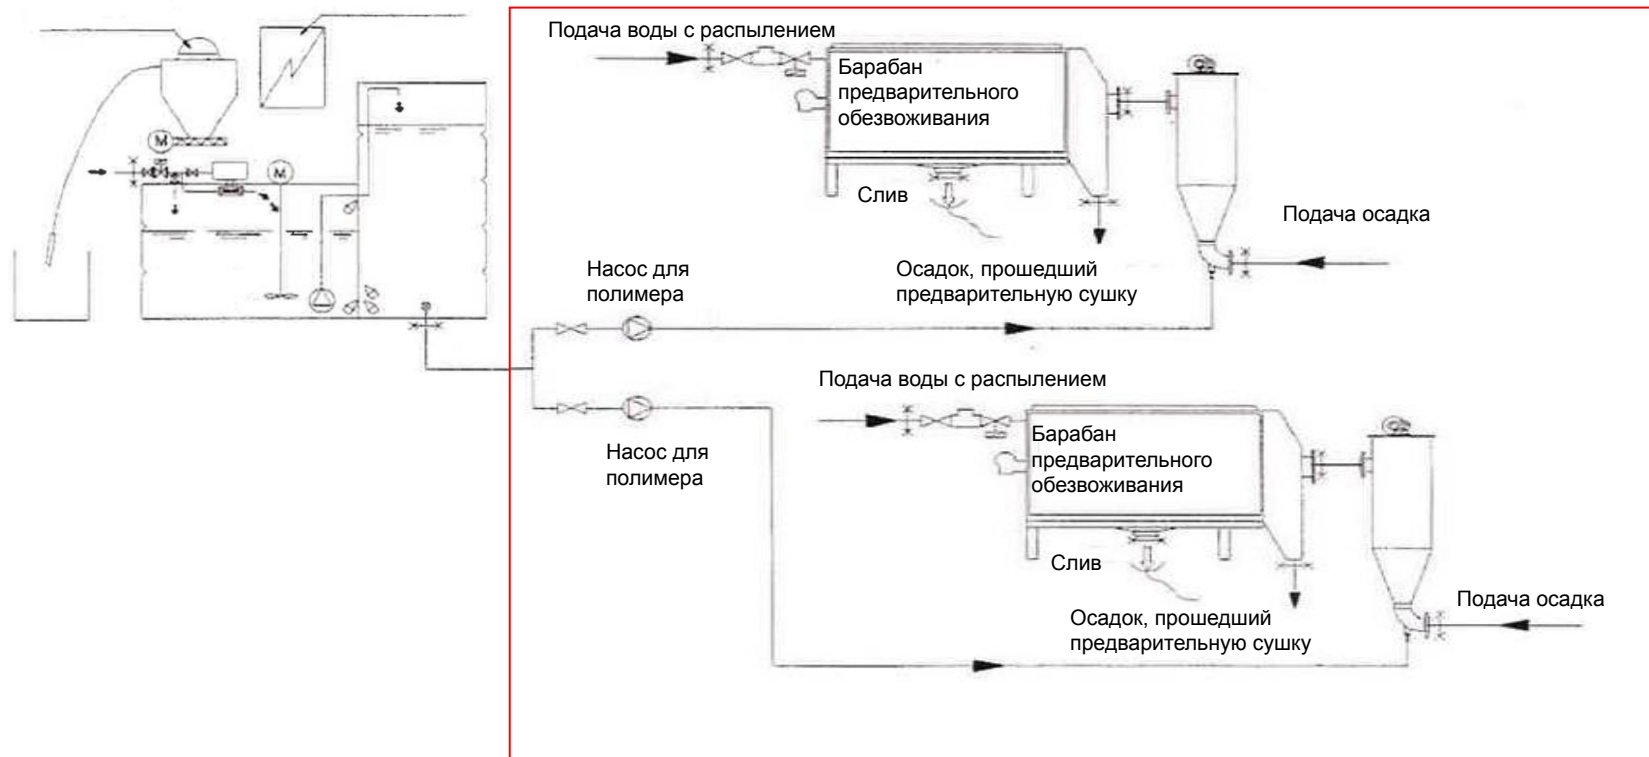 Подача воды с распылением
Барабан
предварительного
обезвоживания
M
M
Слив
Подача осадка
Насос для
полимера
Осадок, прошедший
предварительную сушку
Подача воды с распылением
Барабан
предварительного
обезвоживания
Насос для
полимера
Слив
Подача осадка
Осадок, прошедший
предварительную сушку